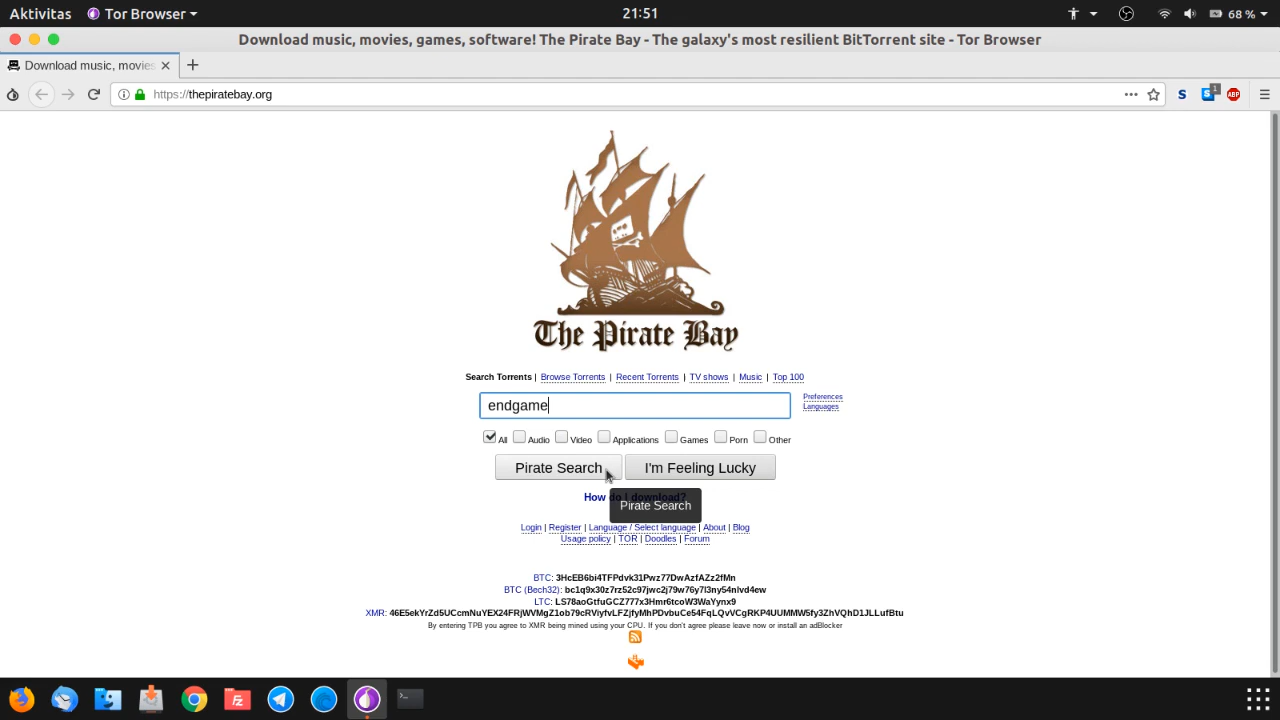 Aktivitas Tor Browser 21:51 68 %
Download music, movies, games, software! The Pirate Bay - The galaxy's most resilient BitTorrent site - Tor Browser
Download music, movies
https://thepiratebay.org S S 1 ABP
The Pirate Bay
Search Torrents | Browse Torrents | Recent Torrents | TV shows | Music | Top 100
endgame
Preferences
Languages
All Audio Video Applications Games Porn Other
Pirate Search I'm Feeling Lucky
How do I download?
Pirate Search
Login | Register | Language / Select language | About | Blog
Usage policy | TOR | Doodles | Forum
BTC: 3HcEB6bi4TFPdvk31Pwz77DwAzfAZz2fMn
BTC (Bech32): bc1q9x30z7rz52c97jwc2j79w76y7l3ny54nlvd4ew
LTC: LS78aoGtfuGCZ777x3Hmr6tcoW3WaYynx9
XMR: 46E5ekYrZd5UCcmNuYEX24FRjWVMgZ1ob79cRViyfvLFZjfyMhPDvbuCe54FqLQvVCgRKP4UUMMW5fy3ZhVQhD1JLLufBtu
By entering TPB you agree to XMR being mined using your CPU. If you don't agree please leave now or install an adBlocker